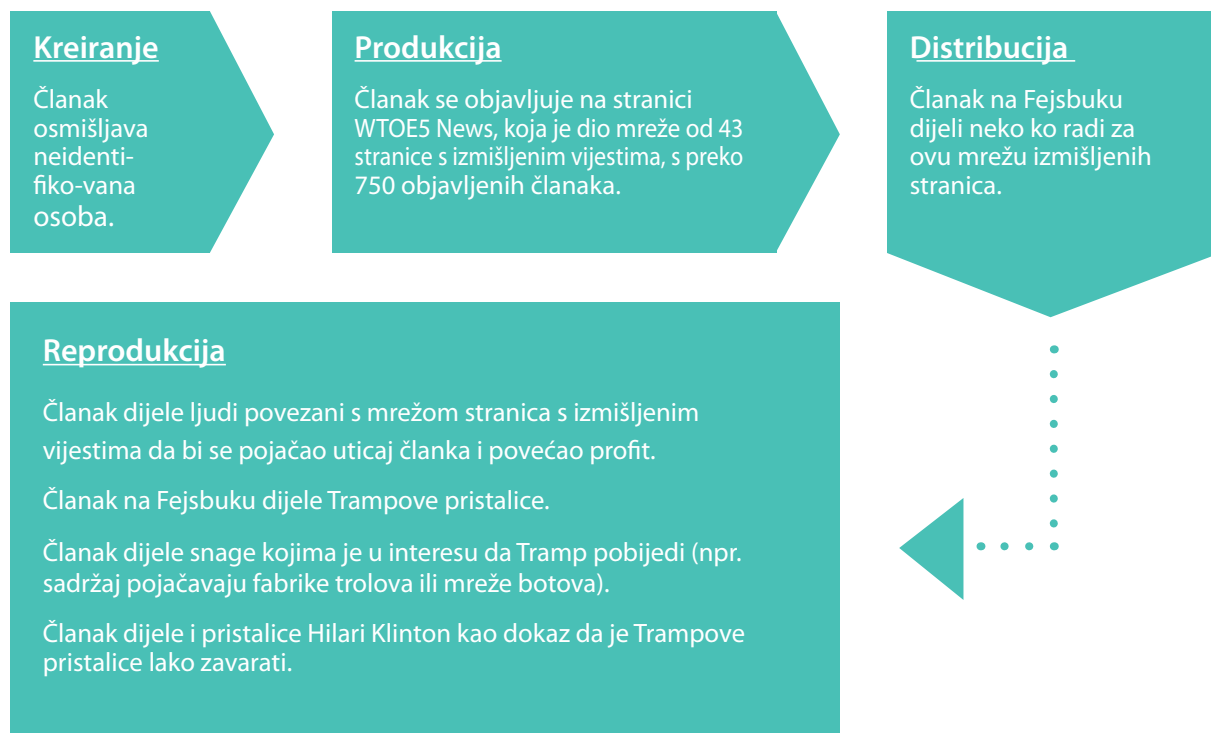 Kreiranje
Članak
osmišljava
neidenti-
fiko-vana
osoba.
Produkcija
Članak se objavljuje na stranici
WTOE5 News, koja je dio mreže od 43
stranice s izmišljenim vijestima, s preko
750 objavljenih članaka.
Distribucija
Članak na Fejsbuku
dijeli neko ko radi za
ovu mrežu izmišljenih
stranica.
Reprodukcija
Članak dijele ljudi povezani s mrežom stranica s izmišljenim
vijestima da bi se pojačao uticaj članka i povećao profit.
Članak na Fejsbuku dijele Trampove pristalice.
Članak dijele snage kojima je u interesu da Tramp pobijedi (npr.
sadržaj pojačavaju fabrike trolova ili mreže botova).
Članak dijele i pristalice Hilari Klinton kao dokaz da je Trampove
pristalice lako zavarati.